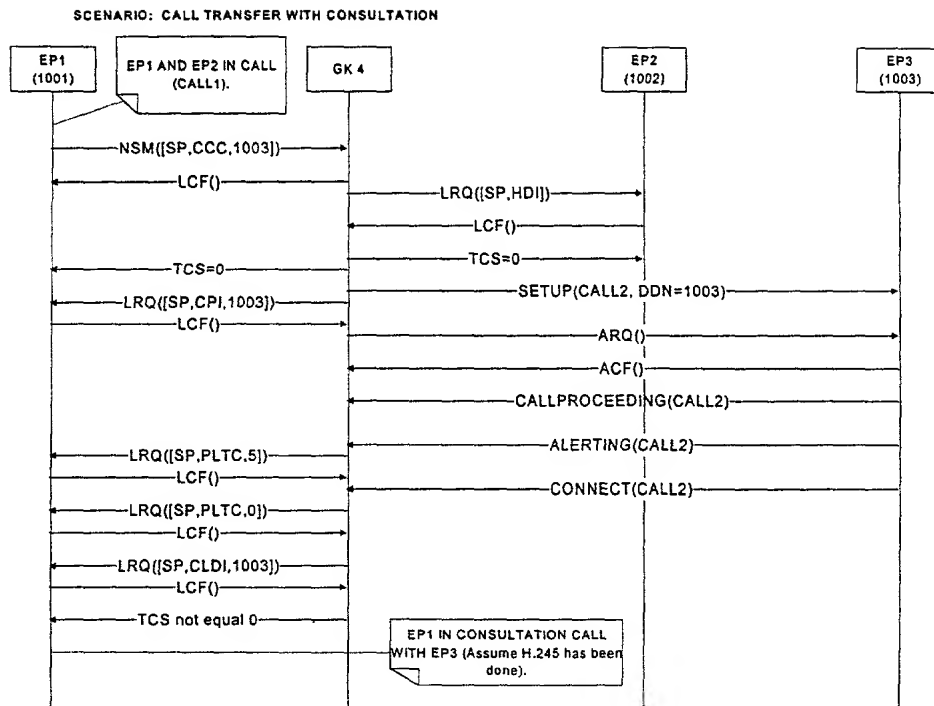 SCENARIO: CALL TRANSFER WITH CONSULTATION
EP1
(1001)
EP1 AND EP2 IN CALL
(CALL1).
GK 4
EP2
(1002)
EP3
(1003)
NSM([SP,CCC,1003])
LCF()
LRQ([SP,HDI])
LCF()
TCS=0
TCS=0
SETUP(CALL2, DDN=1003)
LRQ([SP,CPI,1003])
LCF()
ARQ()
ACF()
CALLPROCEEDING(CALL2)
ALERTING(CALL2)
LRQ([SP,PLTC,5])
LCF()
CONNECT(CALL2)
LRQ([SP,PLTC,0])
LCF()
LRQ([SP,CLDI,1003])
LCF()
TCS not equal 0
EP1 IN CONSULTATION CALL
WITH EP3 (Assume H.245 has been
done).